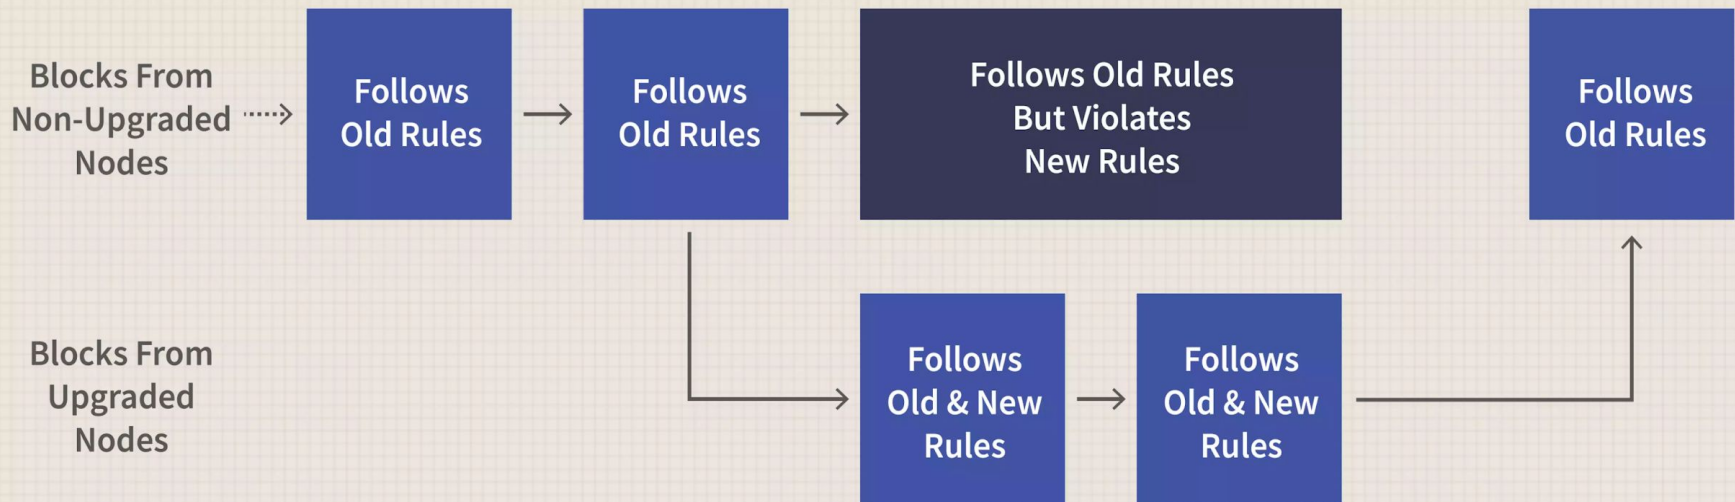 Blocks From
Non-Upgraded
Nodes
Follows
Old Rules
Follows
Old Rules
Follows Old Rules
But Violates
New Rules
Follows
Old Rules
Blocks From
Upgraded
Nodes
Follows
Old & New
Rules
Follows
Old & New
Rules